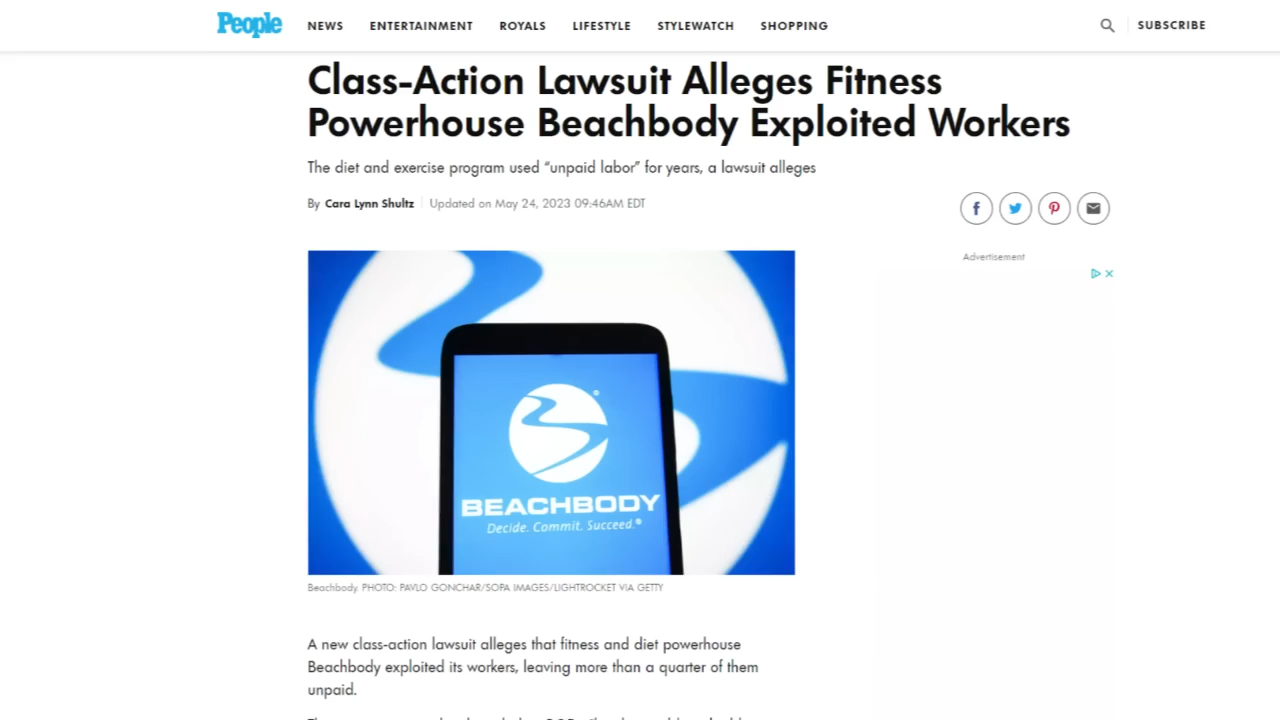 People NEWS ENTERTAINMENT ROYALS LIFESTYLE STYLEWATCH SHOPPING SUBSCRIBE
Class-Action Lawsuit Alleges Fitness
Powerhouse Beachbody Exploited Workers
The diet and exercise program used “unpaid labor” for years, a lawsuit alleges
By Cara Lynn Shultz Updated on May 24, 2023 09:46AM EDT
Advertisement
BEACHBODY
Decide. Commit. Succeed.®
Beachbody. PHOTO: PAVLO GONCHAR/SOPA IMAGES/LIGHTROCKET VIA GETTY
A new class-action lawsuit alleges that fitness and diet powerhouse
Beachbody exploited its workers, leaving more than a quarter of them
unpaid.